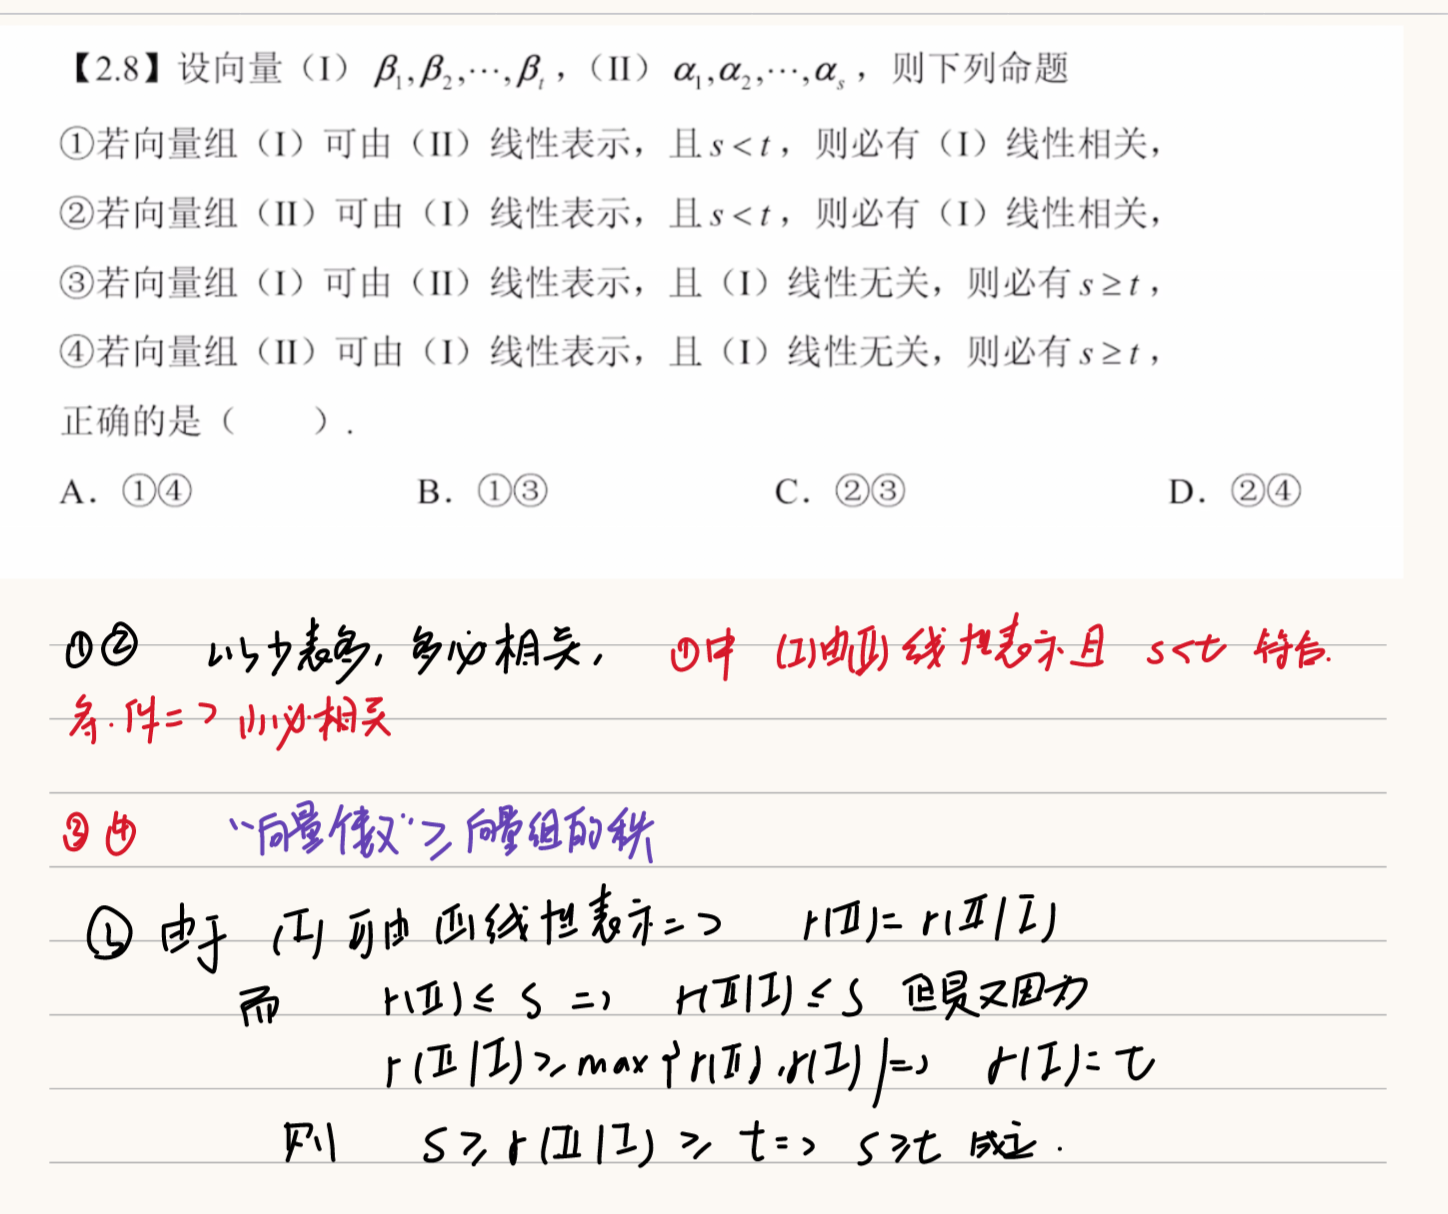 【2.8】设向量（I） β₁,β₂,⋯,βₜ，（II） α₁,α₂,⋯,αₛ，则下列命题
①若向量组（I）可由（II）线性表示，且 s < t，则必有（I）线性相关，
②若向量组（II）可由（I）线性表示，且 s < t，则必有（I）线性相关，
③若向量组（I）可由（II）线性表示，且（I）线性无关，则必有 s ≥ t，
④若向量组（II）可由（I）线性表示，且（I）线性无关，则必有 s ≥ t，
正确的是（　　）.
A. ①④　　B. ①③　　C. ②③　　D. ②④
①② 以少表多，多必相关， ①中 (I)由(II)线性表示且 s<t 符合.
条件=> (I)必相关
③④ “向量个数”≥向量组的秩
③ 由于 (I)可由(II)线性表示=> r(II)=r(II|I)
而 r(II)≤s => r(II|I)≤s 但是又因为
r(II|I)≥max{r(II),r(I)}=> r(I)=t
则 s≥r(II|I)≥t=> s≥t 成立.